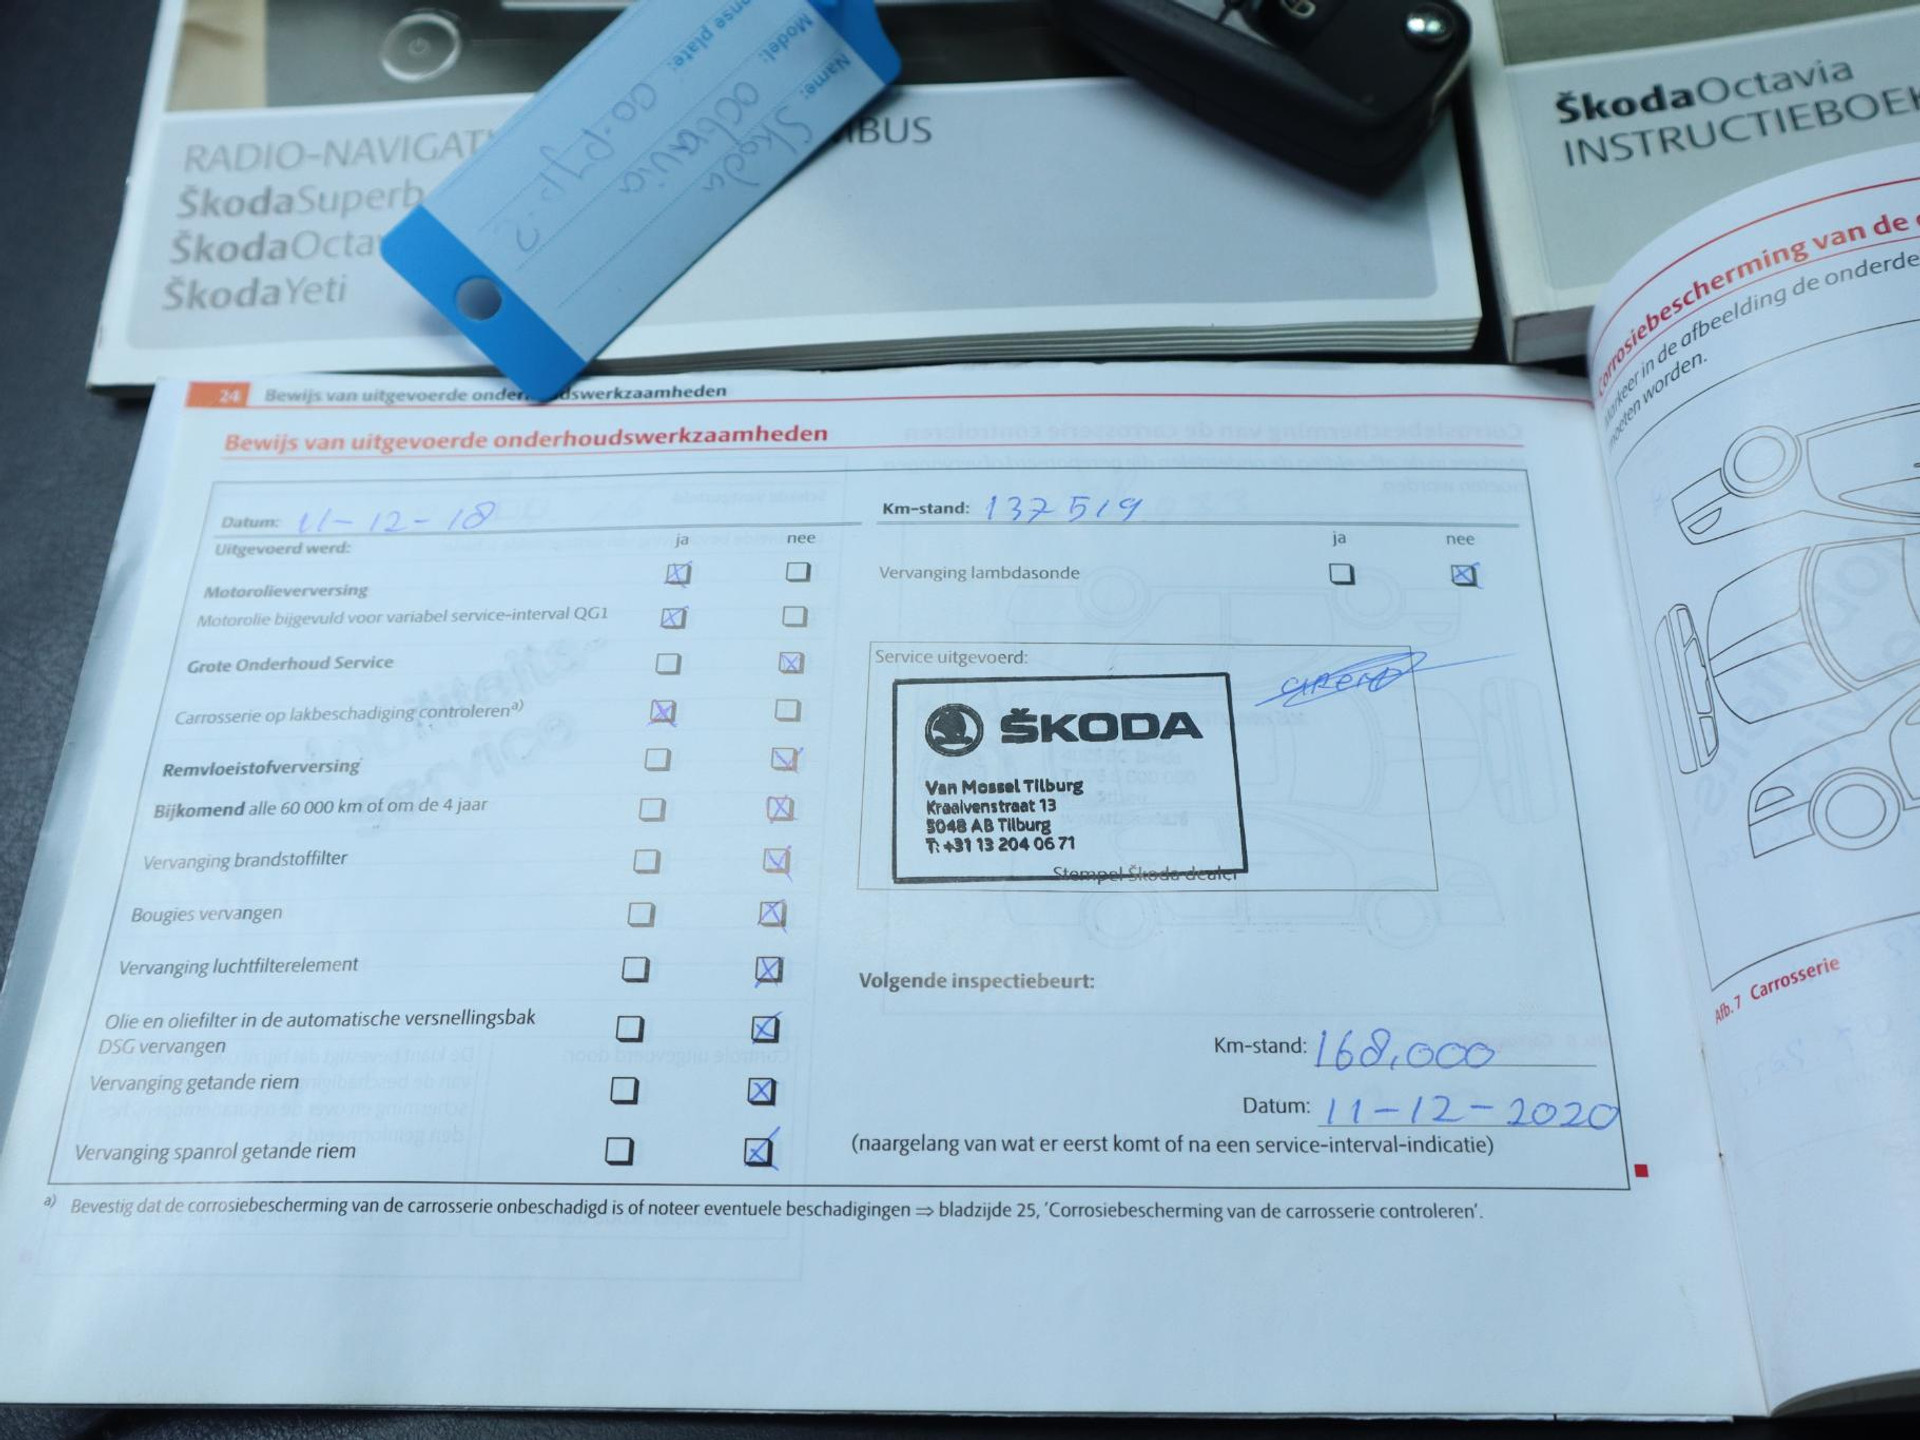 RADIO-NAVIGAT
IBUS
ŠkodaSuperb
ŠkodaOcta
ŠkodaYeti
Name: Skoda
Model: octavia
ense plate:
ŠkodaOctavia
INSTRUCTIEBOEK
24 Bewijs van uitgevoerde onder dswerkzaamheden
Bewijs van uitgevoerde onderhoudswerkzaamheden
Datum: 11-12-18
Km-stand: 137519
Uitgevoerd werd: ja nee
ja nee
Motorolieverversing
Vervanging lambdasonde
Motorolie bijgevuld voor variabel service-interval QG1
Grote Onderhoud Service
Carrosserie op lakbeschadiging controleren a)
Remvloeistofverversing
Bijkomend alle 60 000 km of om de 4 jaar
Vervanging brandstoffilter
Bougies vervangen
Vervanging luchtfilterelement
Olie en oliefilter in de automatische versnellingsbak
DSG vervangen
Vervanging getande riem
Vervanging spanrol getande riem
Service uitgevoerd:
ŠKODA
Van Mossel Tilburg
Kraaivenstraat 13
5048 AB Tilburg
T: +31 13 204 06 71
Stempel Škoda dealer
Volgende inspectiebeurt:
Km-stand: 168.000
Datum: 11-12-2020
(naargelang van wat er eerst komt of na een service-interval-indicatie)
a) Bevestig dat de corrosiebescherming van de carrosserie onbeschadigd is of noteer eventuele beschadigingen ⇒ bladzijde 25, 'Corrosiebescherming van de carrosserie controleren'.
Corrosiebescherming van de
Markeer in de afbeelding de onderde
moeten worden.
Afb. 7 Carrosserie